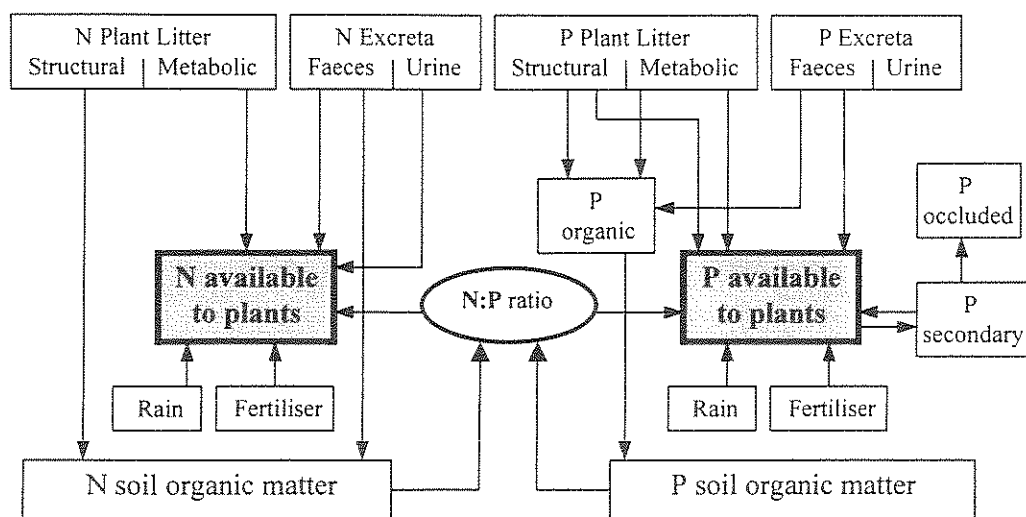 N Plant Litter
Structural Metabolic
N Excreta
Faeces Urine
P Plant Litter
Structural Metabolic
P Excreta
Faeces Urine
P
organic
P
occluded
N available
to plants
N:P ratio
P available
to plants
P
secondary
Rain
Fertiliser
Rain
Fertiliser
N soil organic matter
P soil organic matter